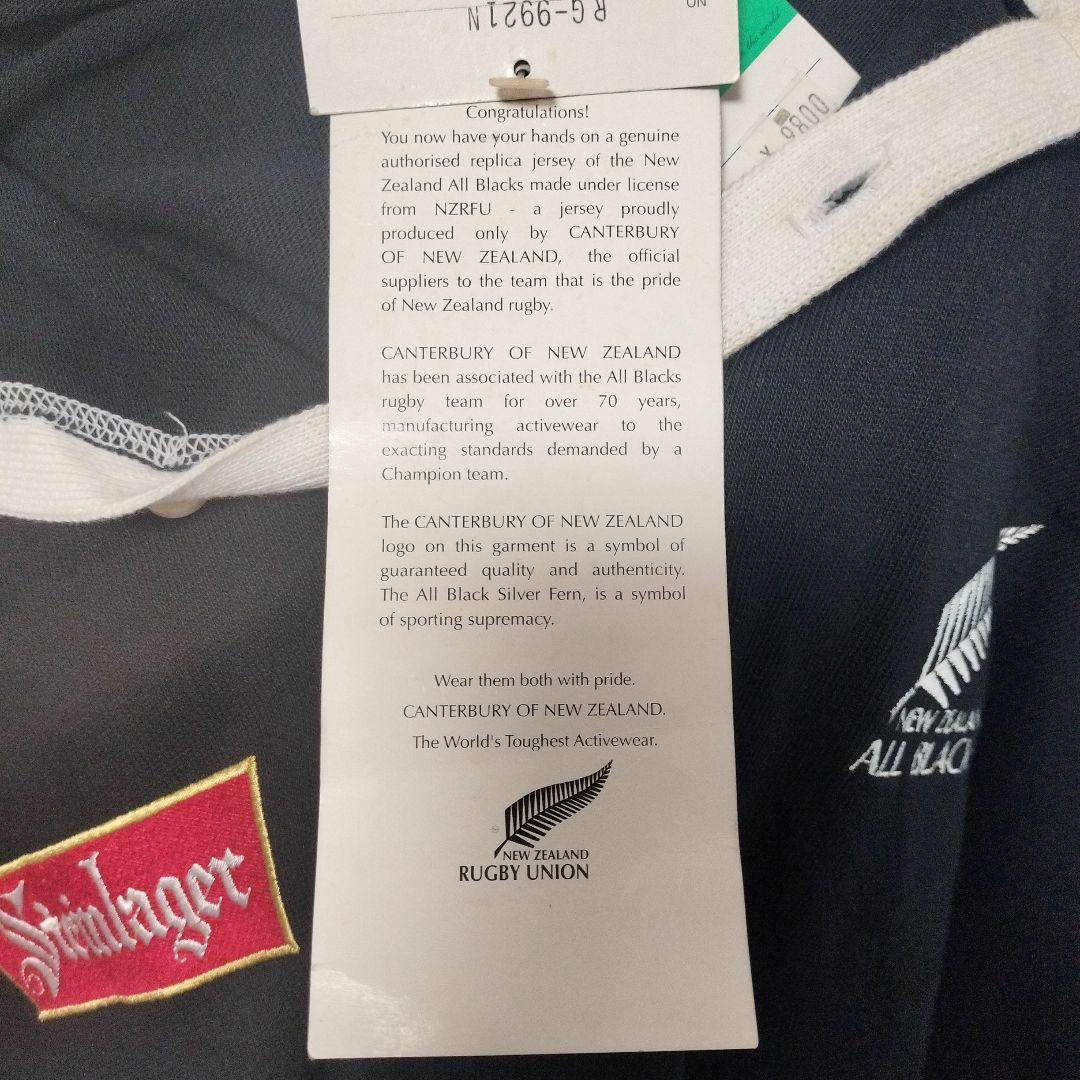 NO
RG-9921N
the world
¥ 9800
Congratulations!
You now have your hands on a genuine
authorised replica jersey of the New
Zealand All Blacks made under license
from NZRFU - a jersey proudly
produced only by CANTERBURY
OF NEW ZEALAND, the official
suppliers to the team that is the pride
of New Zealand rugby.
CANTERBURY OF NEW ZEALAND
has been associated with the All Blacks
rugby team for over 70 years,
manufacturing activewear to the
exacting standards demanded by a
Champion team.
The CANTERBURY OF NEW ZEALAND
logo on this garment is a symbol of
guaranteed quality and authenticity.
The All Black Silver Fern, is a symbol
of sporting supremacy.
Wear them both with pride.
CANTERBURY OF NEW ZEALAND.
The World's Toughest Activewear.
®
NEW ZEALAND
RUGBY UNION
NEW ZEALA
ALL BLAC
Steinlager